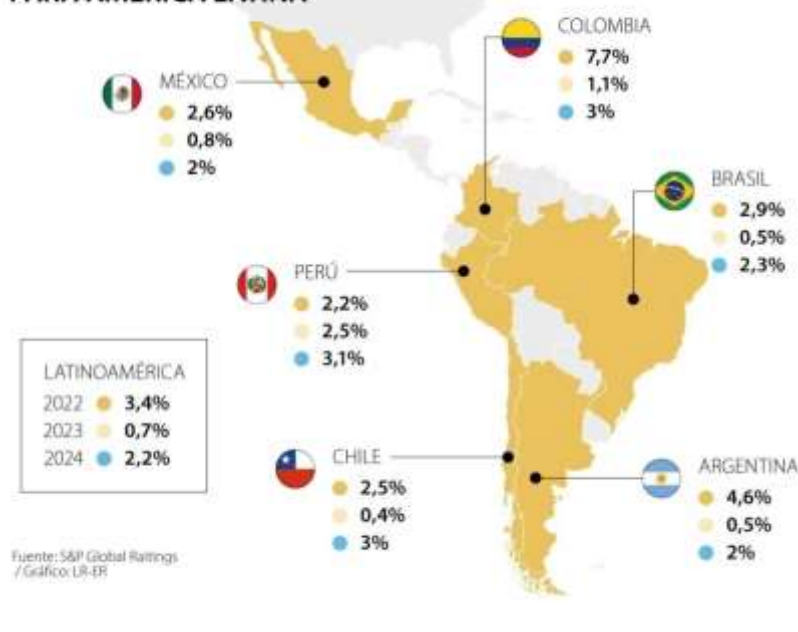 COLOMBIA
7,7%
1,1%
3%
MÉXICO
2,6%
0,8%
2%
BRASIL
2,9%
0,5%
2,3%
PERÚ
2,2%
2,5%
3,1%
LATINOAMÉRICA
2022 3,4%
2023 0,7%
2024 2,2%
CHILE
2,5%
0,4%
3%
ARGENTINA
4,6%
0,5%
2%
Fuente: S&P Global Raitings
/ Gráfico: LR-ER